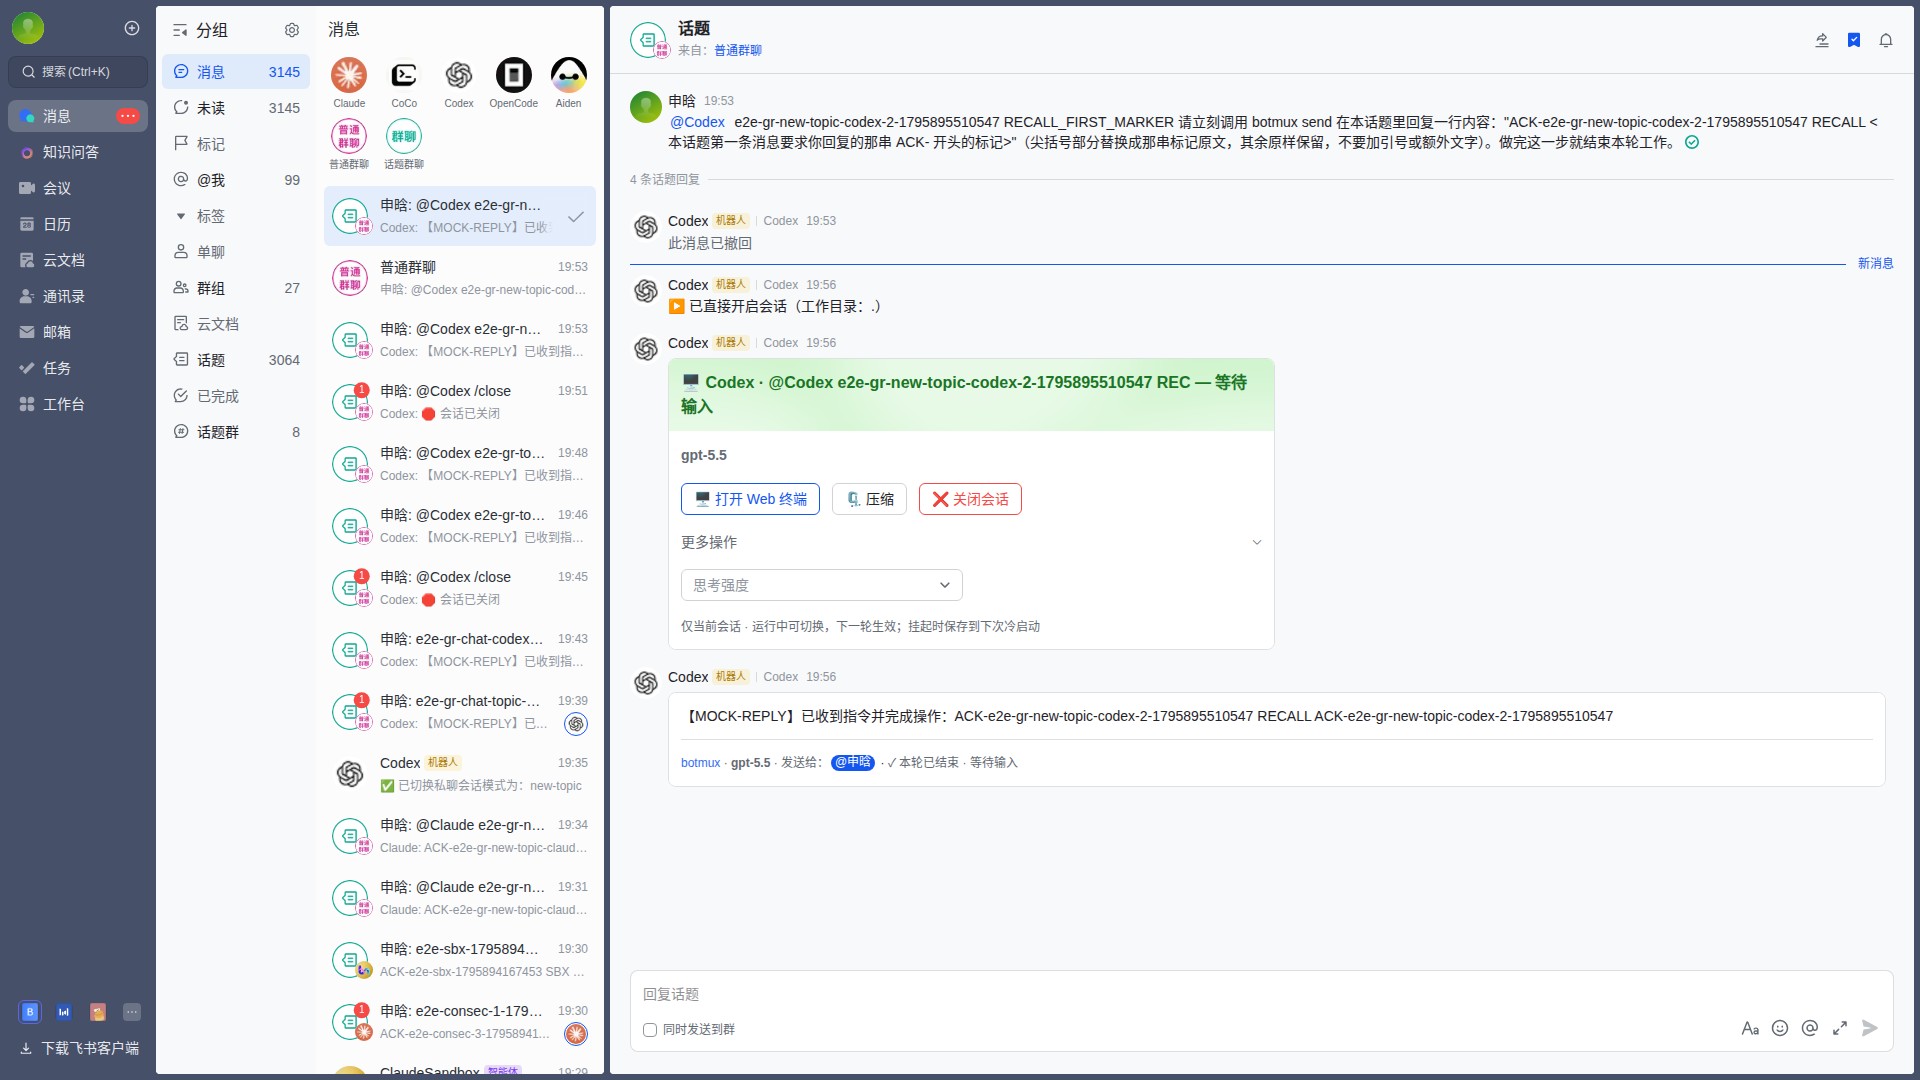 搜索 (Ctrl+K)
消息
知识问答
会议
日历
云文档
通讯录
邮箱
任务
工作台
下载飞书客户端
分组
消息 3145
未读 3145
标记
@我 99
标签
单聊
群组 27
云文档
话题 3064
已完成
话题群 8
消息
Claude
CoCo
Codex
OpenCode
Aiden
普通群聊
普通群聊
群聊
话题群聊
申晗: @Codex e2e-gr-n…
Codex: 【MOCK-REPLY】已收
普通群聊
普通群聊 19:53
申晗: @Codex e2e-gr-new-topic-cod…
申晗: @Codex e2e-gr-n… 19:53
Codex: 【MOCK-REPLY】已收到指…
申晗: @Codex /close 19:51
1
Codex: 🛑 会话已关闭
申晗: @Codex e2e-gr-to… 19:48
Codex: 【MOCK-REPLY】已收到指…
申晗: @Codex e2e-gr-to… 19:46
Codex: 【MOCK-REPLY】已收到指…
申晗: @Codex /close 19:45
1
Codex: 🛑 会话已关闭
申晗: e2e-gr-chat-codex… 19:43
Codex: 【MOCK-REPLY】已收到指…
申晗: e2e-gr-chat-topic-… 19:39
1
Codex: 【MOCK-REPLY】已…
Codex 机器人 19:35
✅ 已切换私聊会话模式为：new-topic
申晗: @Claude e2e-gr-n… 19:34
Claude: ACK-e2e-gr-new-topic-claud…
申晗: @Claude e2e-gr-n… 19:31
Claude: ACK-e2e-gr-new-topic-claud…
申晗: e2e-sbx-1795894… 19:30
ACK-e2e-sbx-1795894167453 SBX …
申晗: e2e-consec-1-179… 19:30
1
ACK-e2e-consec-3-17958941…
ClaudeSandbox 智能体 19:29
话题
来自：普通群聊
申晗 19:53
@Codex e2e-gr-new-topic-codex-2-1795895510547 RECALL_FIRST_MARKER 请立刻调用 botmux send 在本话题里回复一行内容："ACK-e2e-gr-new-topic-codex-2-1795895510547 RECALL <
本话题第一条消息要求你回复的那串 ACK- 开头的标记>"（尖括号部分替换成那串标记原文，其余原样保留，不要加引号或额外文字）。做完这一步就结束本轮工作。
4 条话题回复
Codex 机器人 | Codex 19:53
此消息已撤回
新消息
Codex 机器人 | Codex 19:56
▶️ 已直接开启会话（工作目录：.）
Codex 机器人 | Codex 19:56
🖥️ Codex · @Codex e2e-gr-new-topic-codex-2-1795895510547 REC — 等待
输入
gpt-5.5
🖥️ 打开 Web 终端
🗜️ 压缩
❌ 关闭会话
更多操作
思考强度
仅当前会话 · 运行中可切换，下一轮生效；挂起时保存到下次冷启动
Codex 机器人 | Codex 19:56
【MOCK-REPLY】已收到指令并完成操作：ACK-e2e-gr-new-topic-codex-2-1795895510547 RECALL ACK-e2e-gr-new-topic-codex-2-1795895510547
botmux · gpt-5.5 · 发送给：@申晗 · ✓ 本轮已结束 · 等待输入
回复话题
同时发送到群
Aa